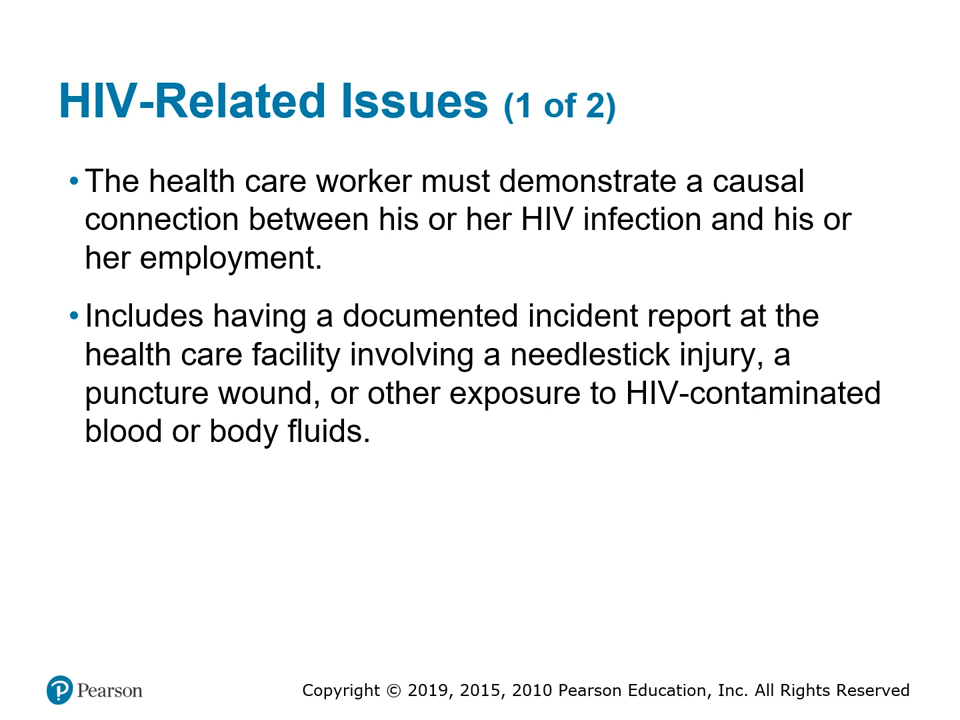 HIV-Related Issues (1 of 2)
• The health care worker must demonstrate a causal
connection between his or her HIV infection and his or
her employment.
• Includes having a documented incident report at the
health care facility involving a needlestick injury, a
puncture wound, or other exposure to HIV-contaminated
blood or body fluids.
Pearson
Copyright © 2019, 2015, 2010 Pearson Education, Inc. All Rights Reserved